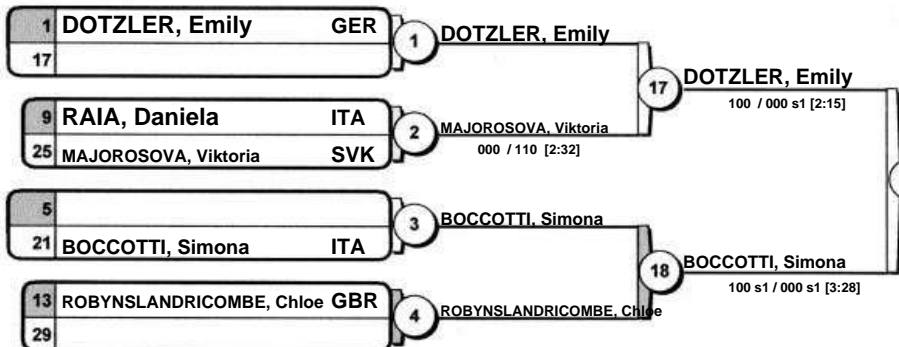 1 DOTZLER, Emily GER
17
1 DOTZLER, Emily
9 RAIA, Daniela ITA
25 MAJOROSOVA, Viktoria SVK
2 MAJOROSOVA, Viktoria
000 / 110 [2:32]
17 DOTZLER, Emily
100 / 000 s1 [2:15]
5
21 BOCCOTTI, Simona ITA
3 BOCCOTTI, Simona
13 ROBYNSLANDRICOMBE, Chloe GBR
29
4 ROBYNSLANDRICOMBE, Chloe
18 BOCCOTTI, Simona
100 s1 / 000 s1 [3:28]